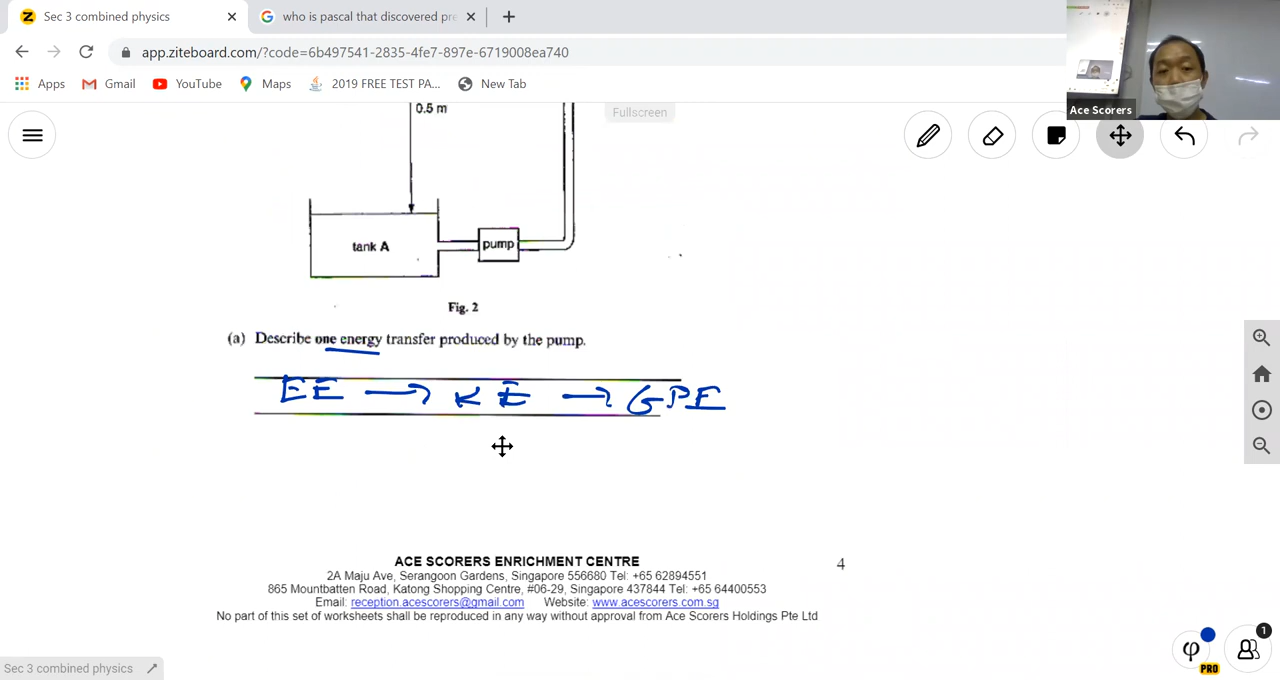 Sec 3 combined physics
who is pascal that discovered pre
app.ziteboard.com/?code=6b497541-2835-4fe7-897e-6719008ea740
Apps
Gmail
YouTube
Maps
2019 FREE TEST PA...
New Tab
Ace Scorers
0.5 m
Fullscreen
tank A
pump
Fig. 2
(a) Describe one energy transfer produced by the pump.
EE → KE → GPE
ACE SCORERS ENRICHMENT CENTRE
4
2A Maju Ave, Serangoon Gardens, Singapore 556680 Tel: +65 62894551
865 Mountbatten Road, Katong Shopping Centre, #06-29, Singapore 437844 Tel: +65 64400553
Email: reception.acescorers@gmail.com Website: www.acescorers.com.sg
No part of this set of worksheets shall be reproduced in any way without approval from Ace Scorers Holdings Pte Ltd
Sec 3 combined physics
φ
PRO
1